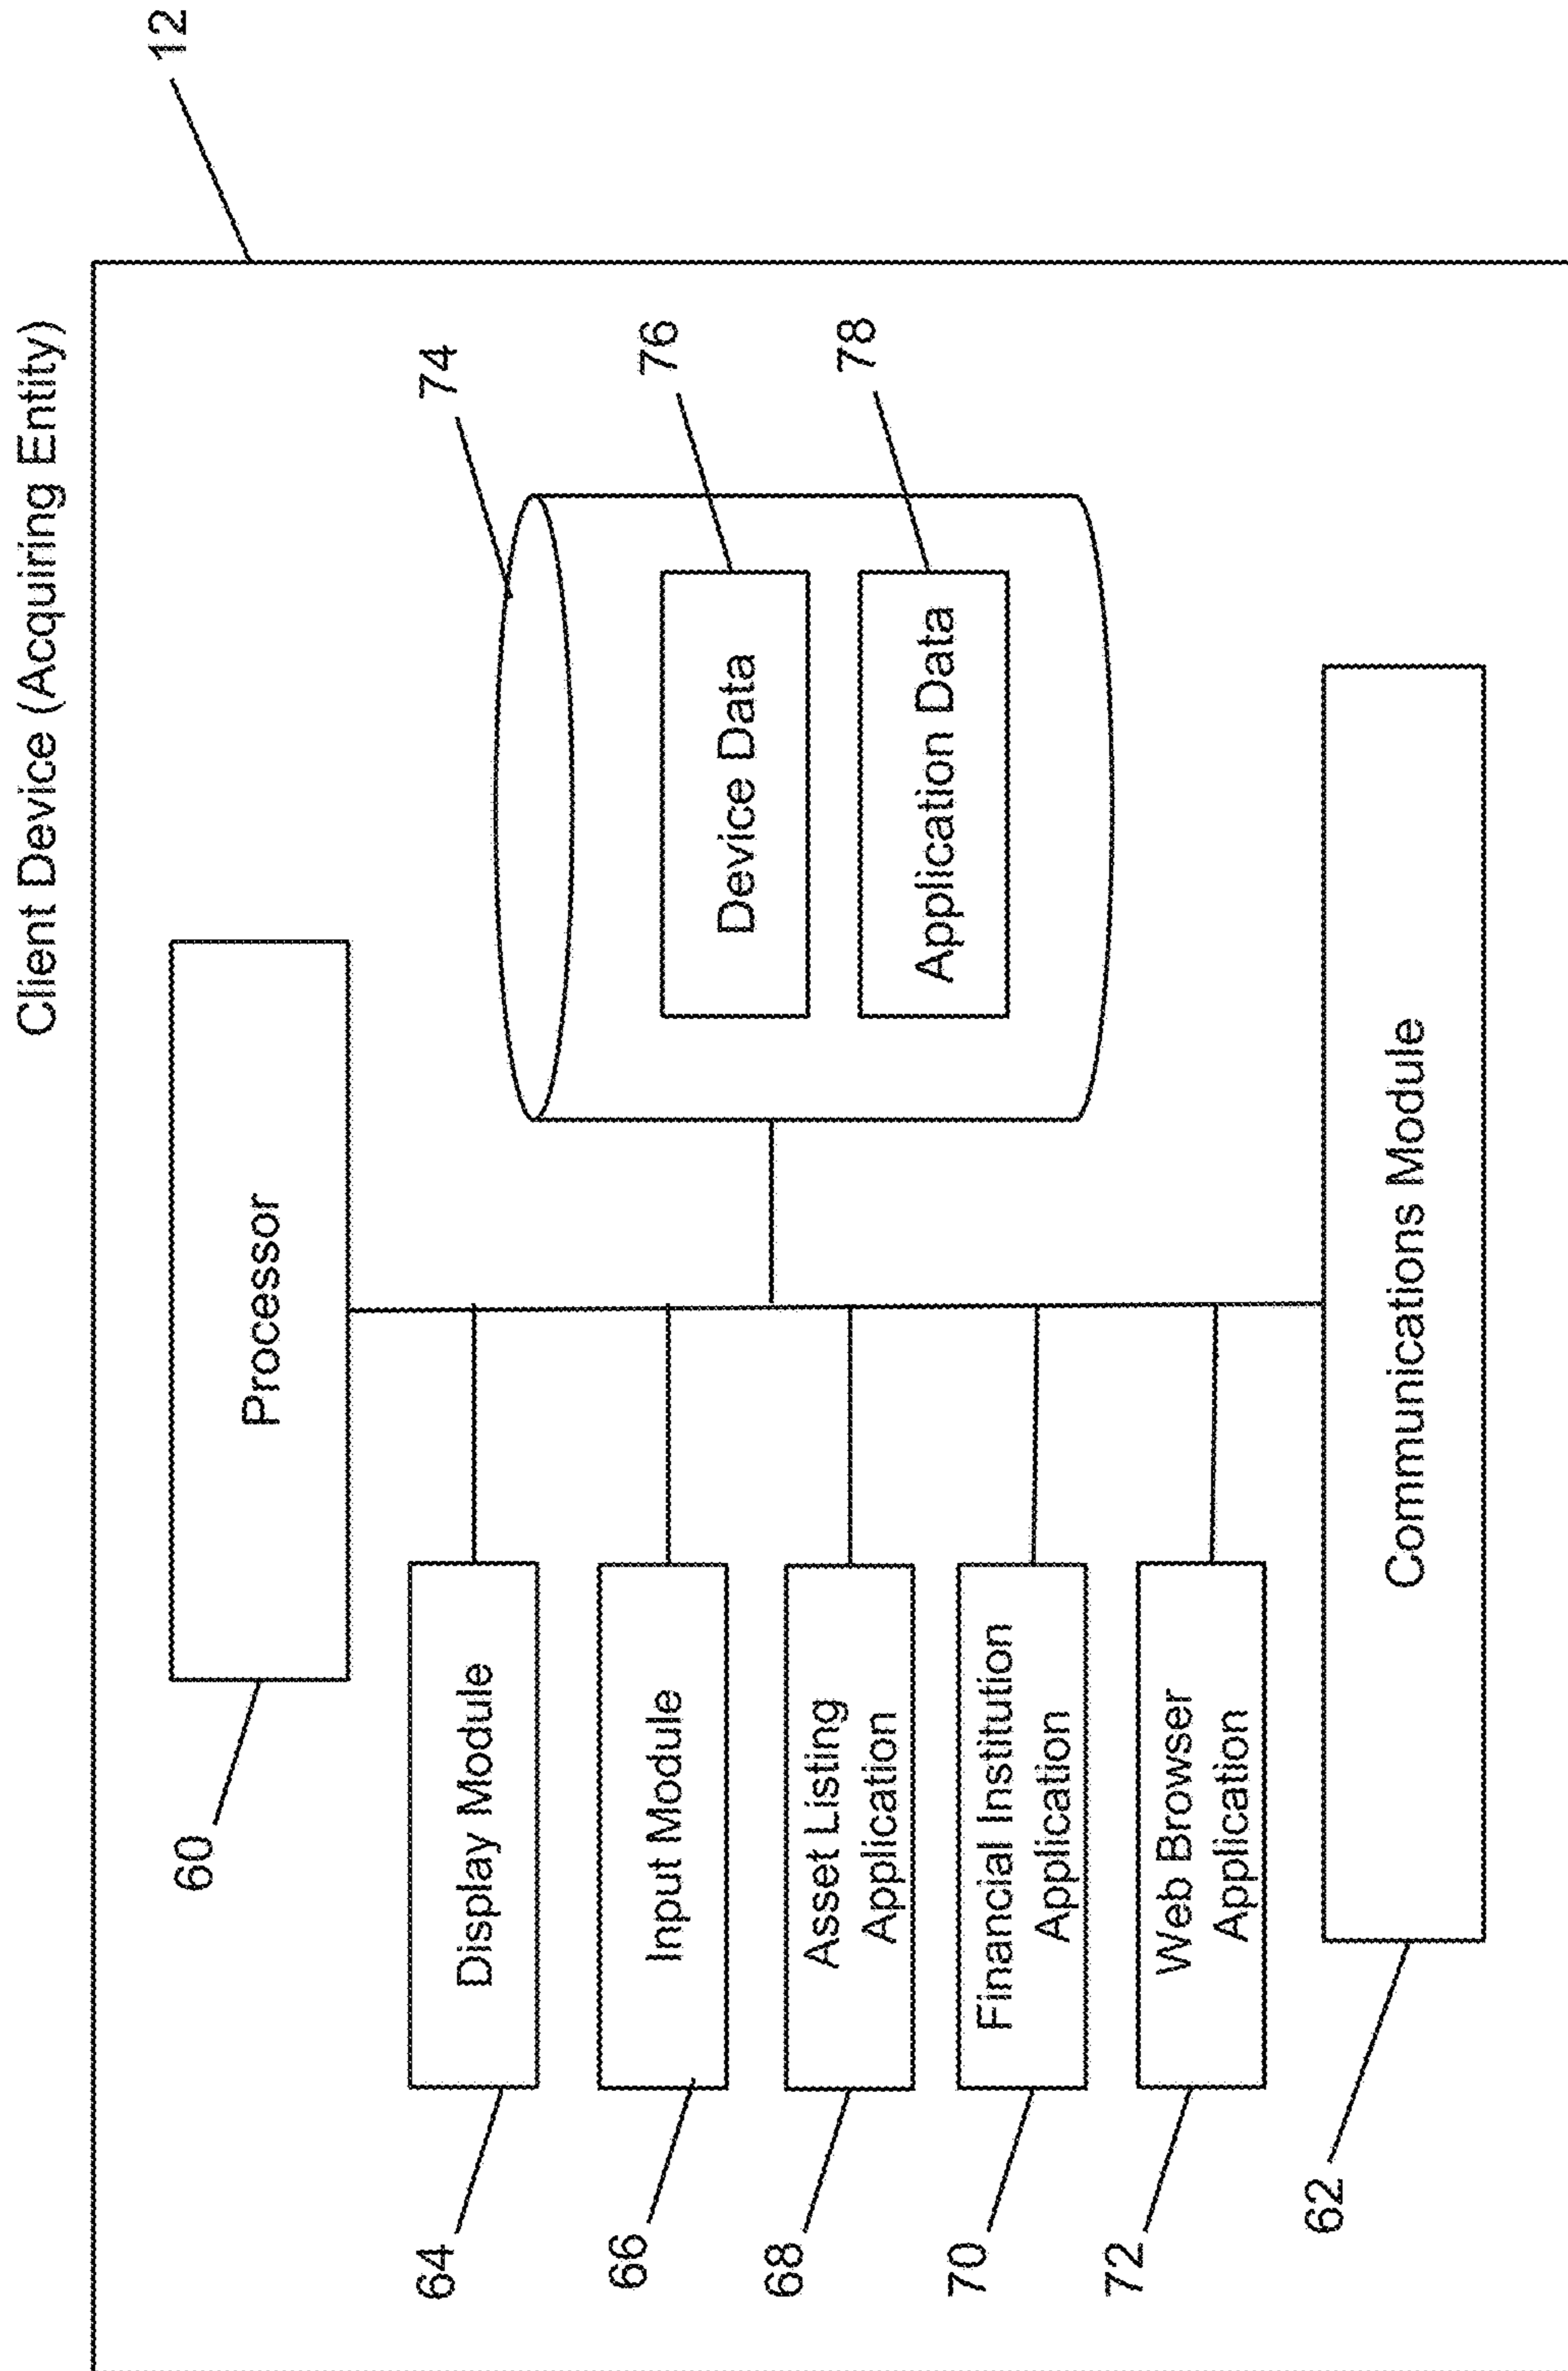 Client Device (Acquiring Entity)
12
60
Processor
74
64
Display Module
66
Input Module
76
Device Data
68
Asset Listing
Application
78
Application Data
70
Financial Institution
Application
72
Web Browser
Application
62
Communications Module